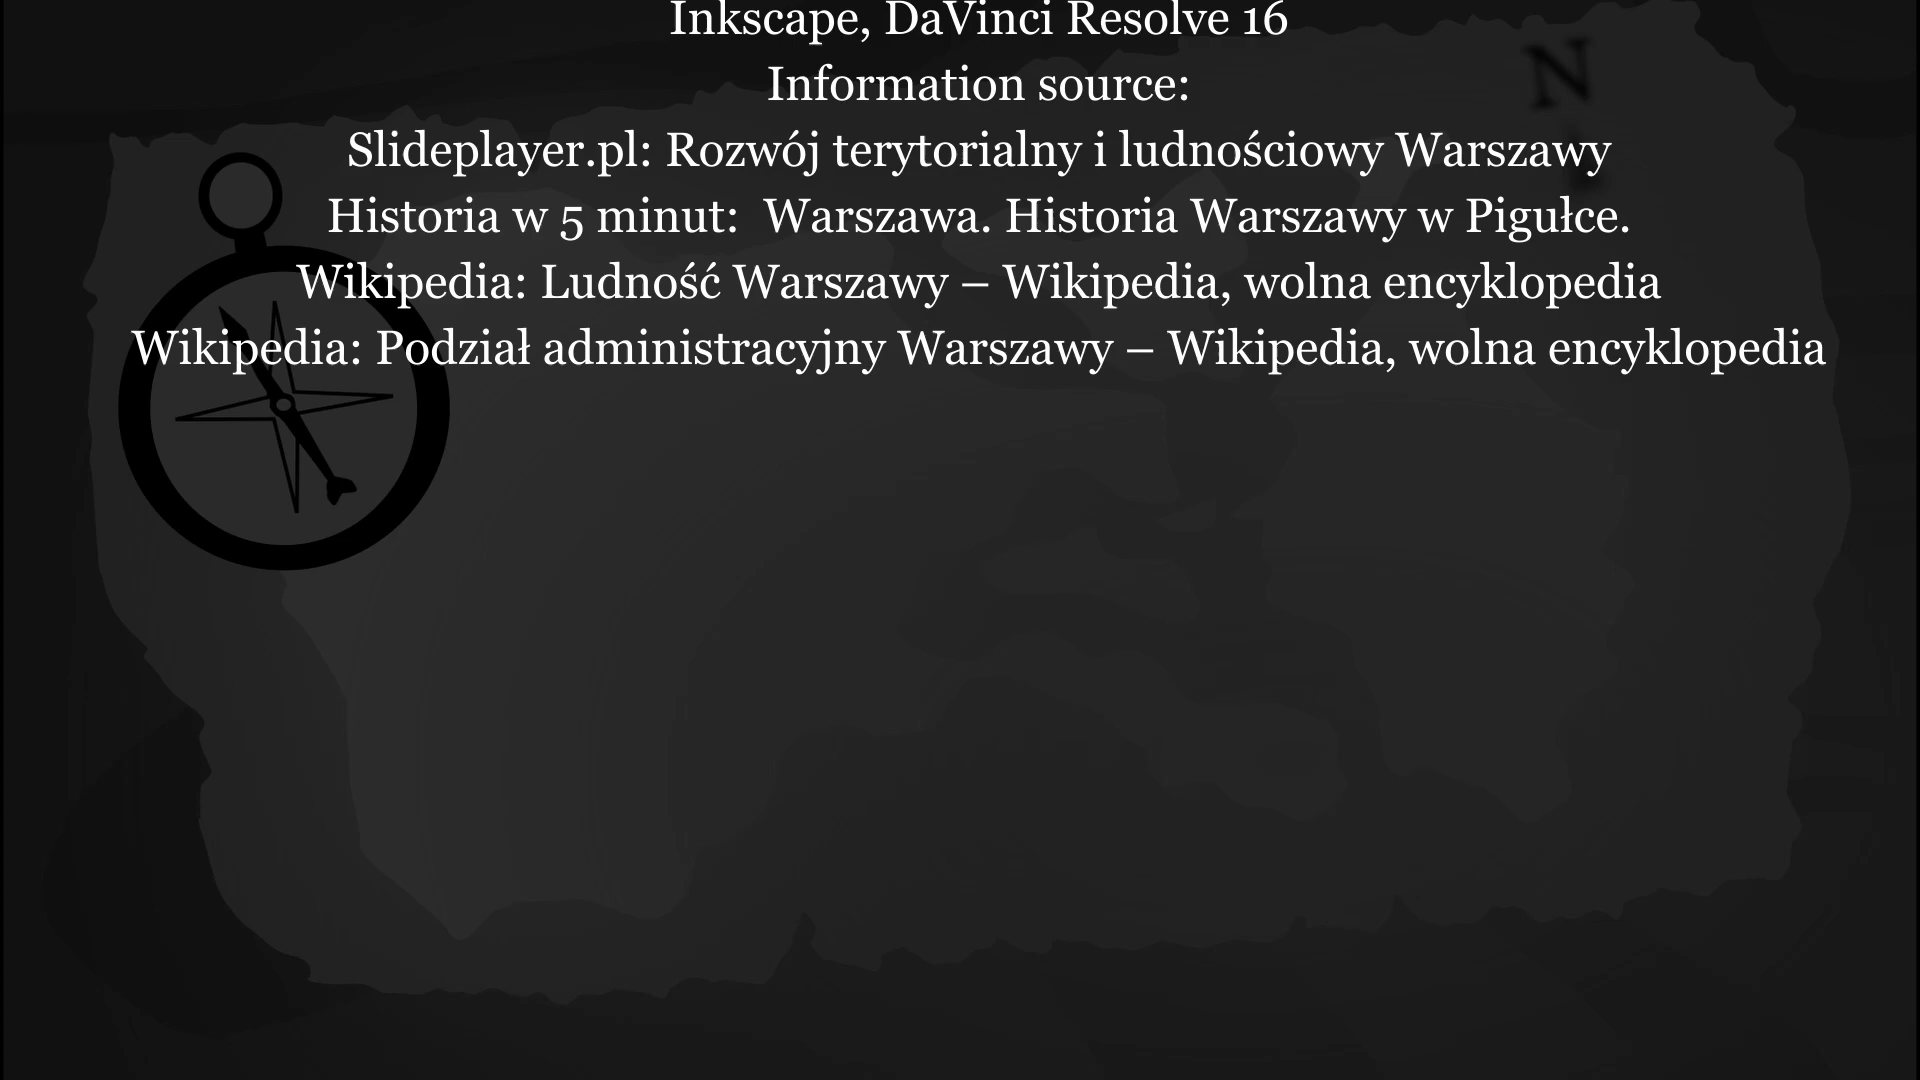 Inkscape, DaVinci Resolve 16
N
Information source:
Slideplayer.pl: Rozwój terytorialny i ludnościowy Warszawy
Historia w 5 minut:  Warszawa. Historia Warszawy w Pigułce.
Wikipedia: Ludność Warszawy – Wikipedia, wolna encyklopedia
Wikipedia: Podział administracyjny Warszawy – Wikipedia, wolna encyklopedia